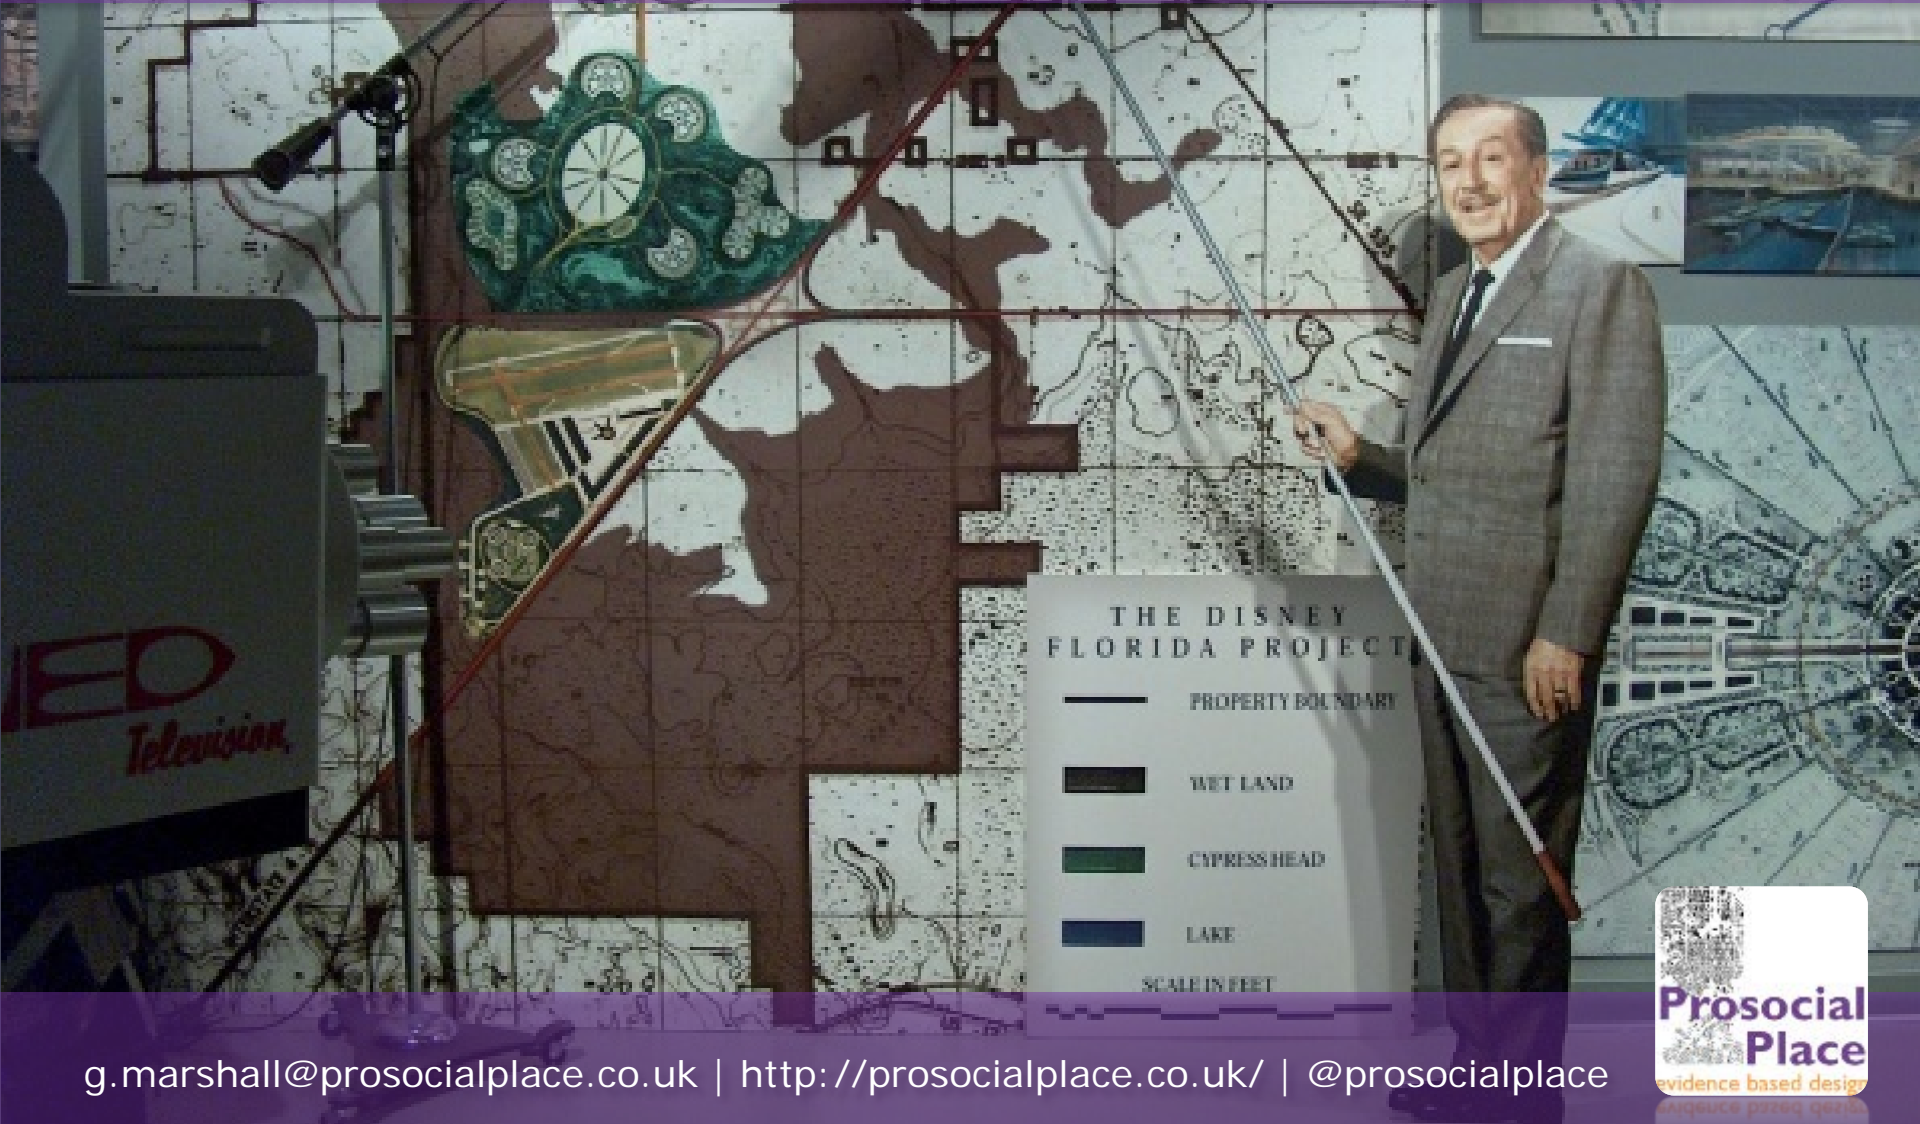 THE DISNEY
FLORIDA PROJECT
PROPERTY BOUNDARY
WET LAND
CYPRESS HEAD
LAKE
SCALE IN FEET
Television
Prosocial
Place
evidence based design
g.marshall@prosocialplace.co.uk | http://prosocialplace.co.uk/ | @prosocialplace